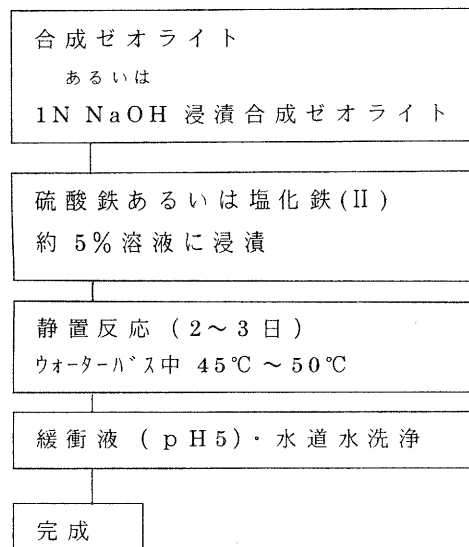 合成ゼオライト
あるいは
1N NaOH 浸漬合成ゼオライト
硫酸鉄あるいは塩化鉄(II)
約 5％溶液に浸漬
静置反応 (2～3日)
ウォーターバス中 45℃～50℃
緩衝液 (pH5)・水道水洗浄
完成